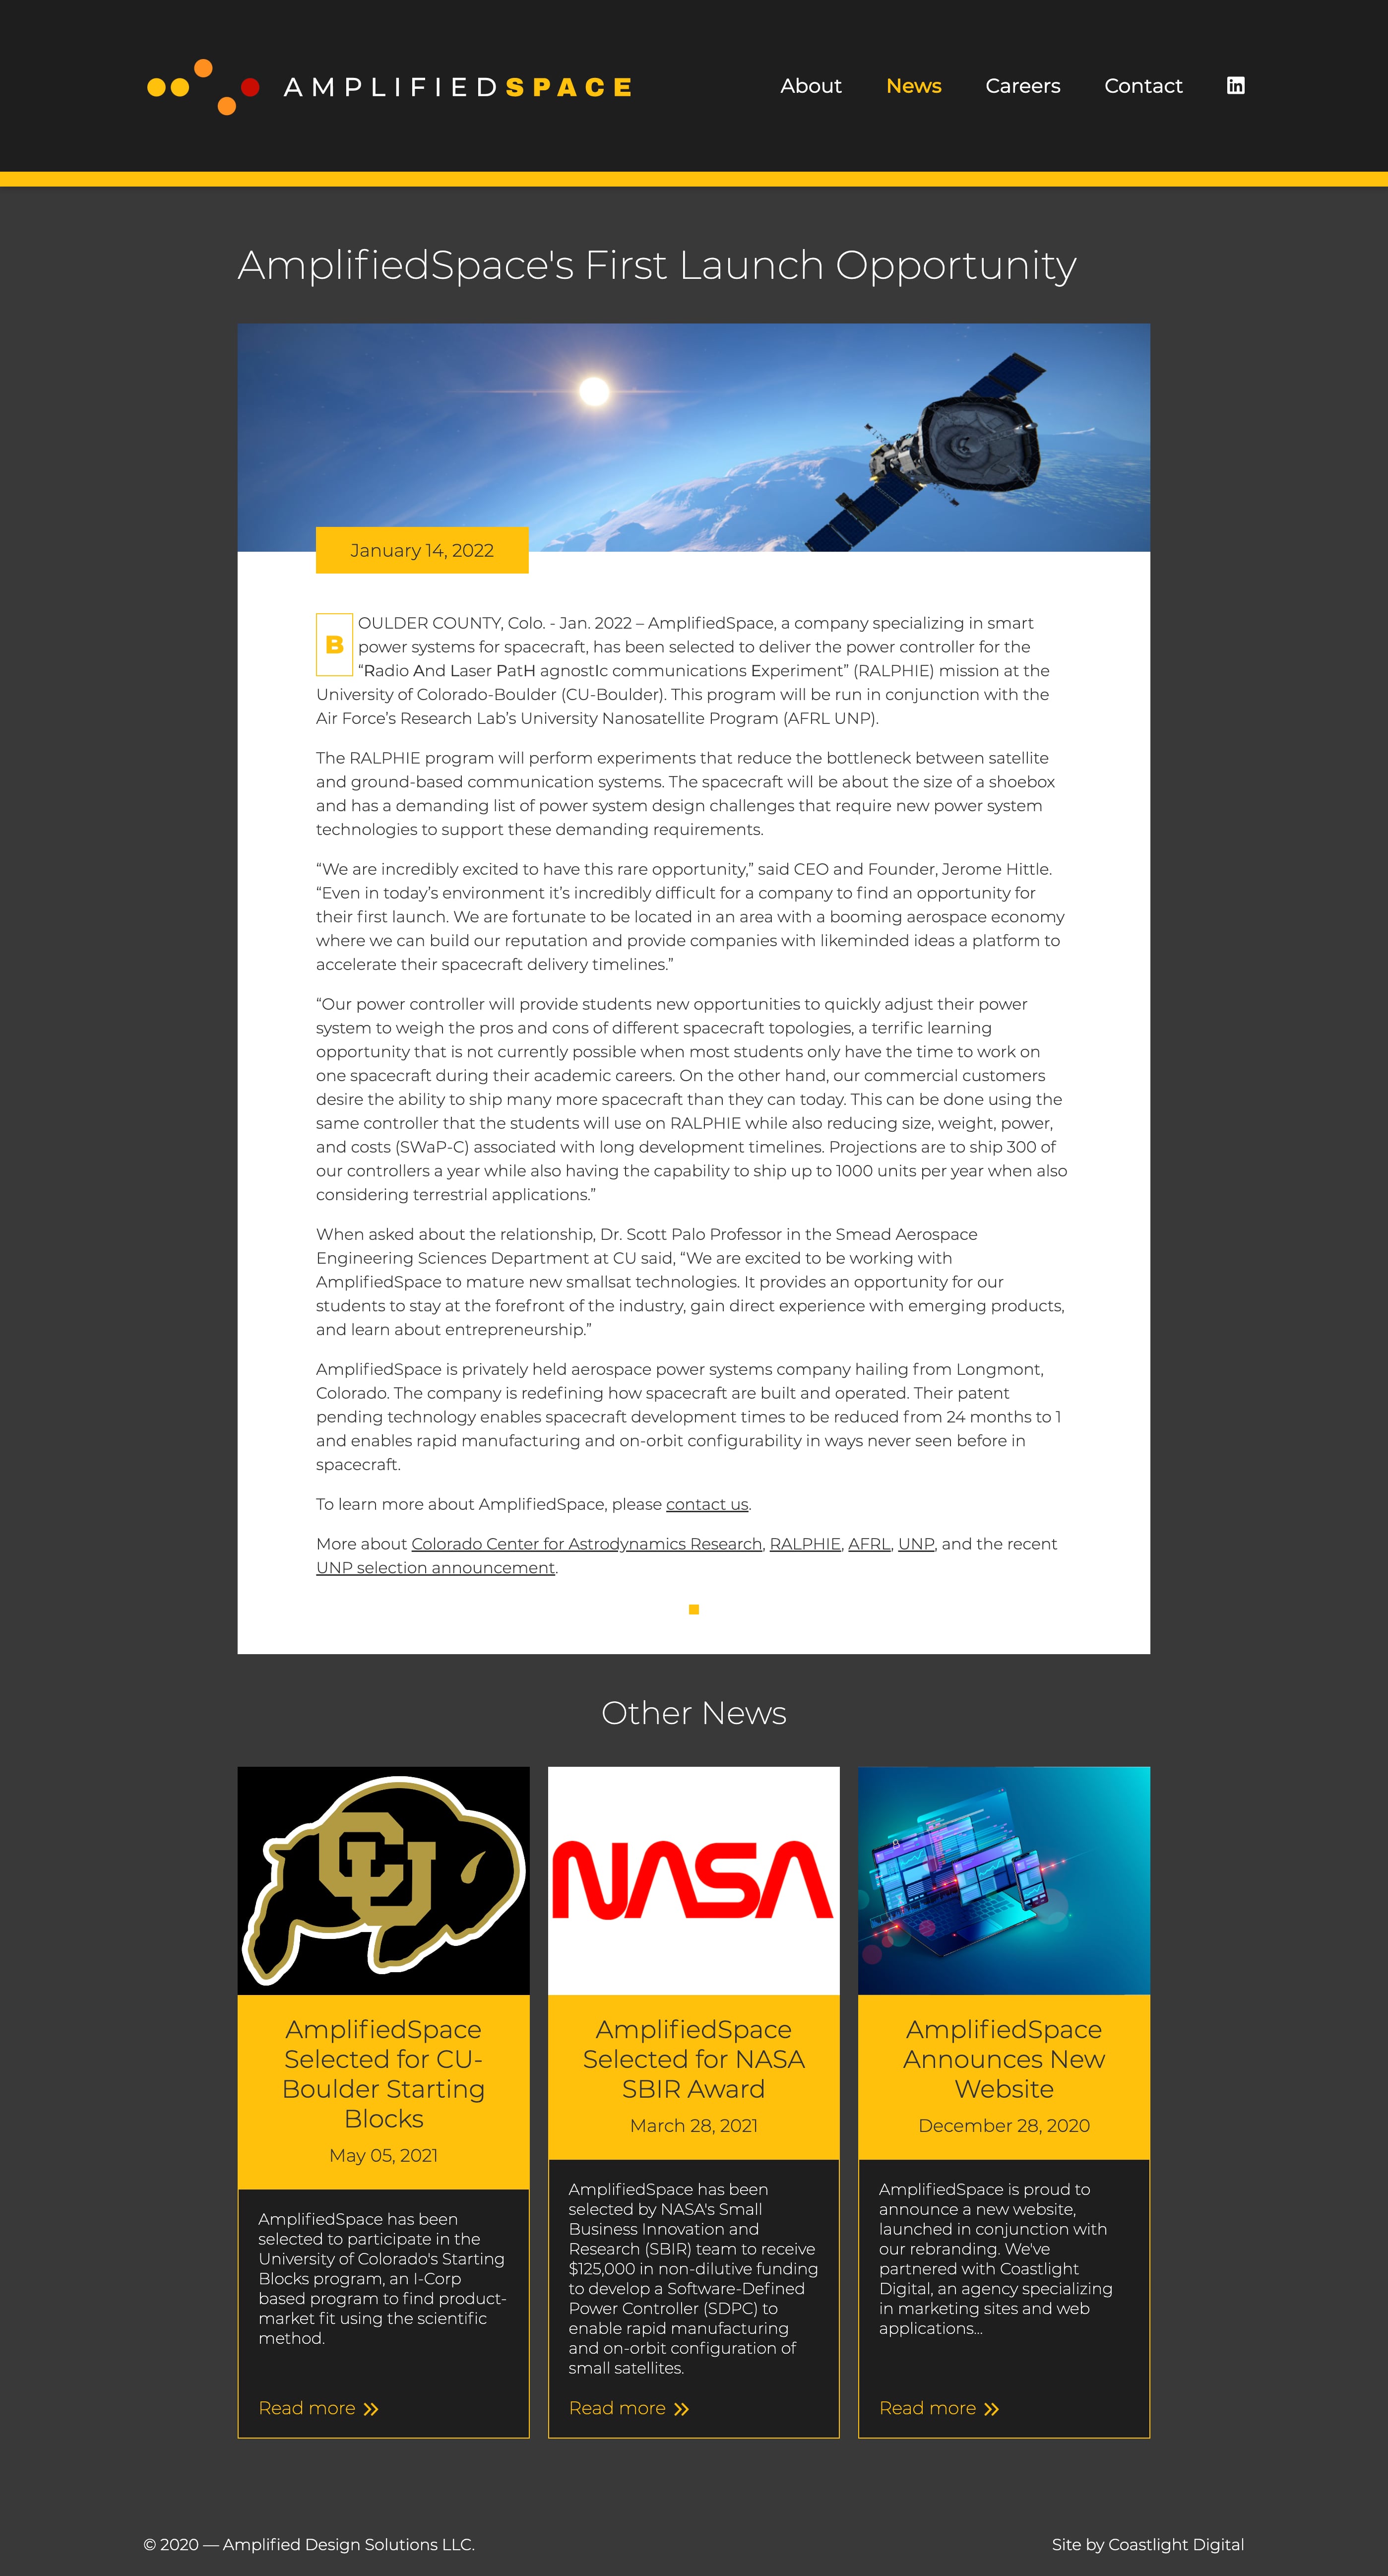 AMPLIFIEDSPACE
About
News
Careers
Contact
in
AmplifiedSpace's First Launch Opportunity
January 14, 2022
BOULDER COUNTY, Colo. - Jan. 2022 – AmplifiedSpace, a company specializing in smart
power systems for spacecraft, has been selected to deliver the power controller for the
“Radio And Laser PatH agnostIc communications Experiment” (RALPHIE) mission at the
University of Colorado-Boulder (CU-Boulder). This program will be run in conjunction with the
Air Force’s Research Lab’s University Nanosatellite Program (AFRL UNP).
The RALPHIE program will perform experiments that reduce the bottleneck between satellite
and ground-based communication systems. The spacecraft will be about the size of a shoebox
and has a demanding list of power system design challenges that require new power system
technologies to support these demanding requirements.
“We are incredibly excited to have this rare opportunity,” said CEO and Founder, Jerome Hittle.
“Even in today’s environment it’s incredibly difficult for a company to find an opportunity for
their first launch. We are fortunate to be located in an area with a booming aerospace economy
where we can build our reputation and provide companies with likeminded ideas a platform to
accelerate their spacecraft delivery timelines.”
“Our power controller will provide students new opportunities to quickly adjust their power
system to weigh the pros and cons of different spacecraft topologies, a terrific learning
opportunity that is not currently possible when most students only have the time to work on
one spacecraft during their academic careers. On the other hand, our commercial customers
desire the ability to ship many more spacecraft than they can today. This can be done using the
same controller that the students will use on RALPHIE while also reducing size, weight, power,
and costs (SWaP-C) associated with long development timelines. Projections are to ship 300 of
our controllers a year while also having the capability to ship up to 1000 units per year when also
considering terrestrial applications.”
When asked about the relationship, Dr. Scott Palo Professor in the Smead Aerospace
Engineering Sciences Department at CU said, “We are excited to be working with
AmplifiedSpace to mature new smallsat technologies. It provides an opportunity for our
students to stay at the forefront of the industry, gain direct experience with emerging products,
and learn about entrepreneurship.”
AmplifiedSpace is privately held aerospace power systems company hailing from Longmont,
Colorado. The company is redefining how spacecraft are built and operated. Their patent
pending technology enables spacecraft development times to be reduced from 24 months to 1
and enables rapid manufacturing and on-orbit configurability in ways never seen before in
spacecraft.
To learn more about AmplifiedSpace, please contact us.
More about Colorado Center for Astrodynamics Research, RALPHIE, AFRL, UNP, and the recent
UNP selection announcement.
Other News
CU
AmplifiedSpace
Selected for CU-
Boulder Starting
Blocks
May 05, 2021
AmplifiedSpace has been
selected to participate in the
University of Colorado's Starting
Blocks program, an I-Corp
based program to find product-
market fit using the scientific
method.
Read more
NASA
AmplifiedSpace
Selected for NASA
SBIR Award
March 28, 2021
AmplifiedSpace has been
selected by NASA's Small
Business Innovation and
Research (SBIR) team to receive
$125,000 in non-dilutive funding
to develop a Software-Defined
Power Controller (SDPC) to
enable rapid manufacturing
and on-orbit configuration of
small satellites.
Read more
AmplifiedSpace
Announces New
Website
December 28, 2020
AmplifiedSpace is proud to
announce a new website,
launched in conjunction with
our rebranding. We've
partnered with Coastlight
Digital, an agency specializing
in marketing sites and web
applications...
Read more
© 2020 — Amplified Design Solutions LLC.
Site by Coastlight Digital